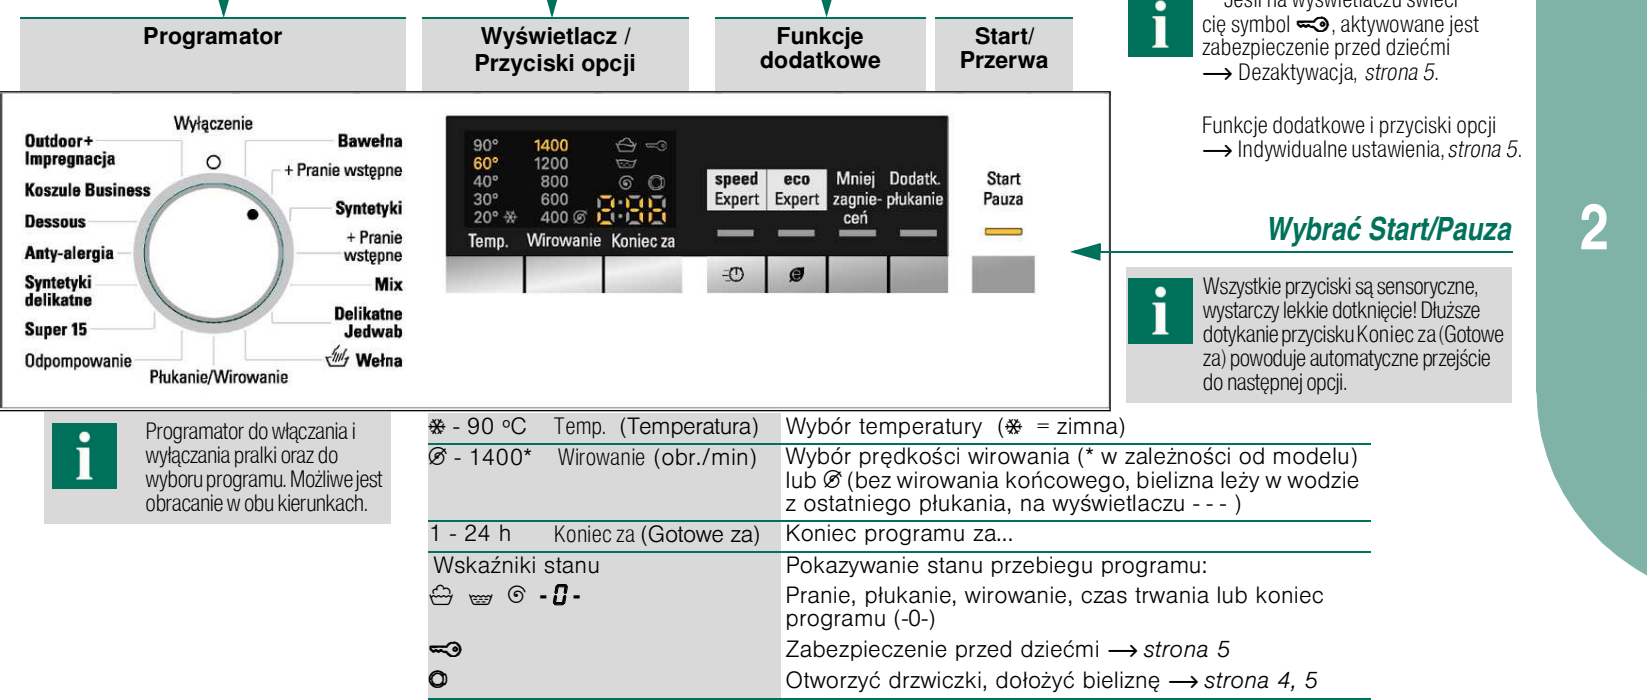 Programator
Wyświetlacz /
Przyciski opcji
Funkcje
dodatkowe
Start/
Przerwa
Jeśli na wyświetlaczu świeci
cię symbol, aktywowane jest
zabezpieczenie przed dziećmi
⟶ Dezaktywacja, strona 5.
Funkcje dodatkowe i przyciski opcji
⟶ Indywidualne ustawienia, strona 5.
Wyłączenie
Outdoor+
Impregnacja
Koszule Business
Dessous
Anty-alergia
Syntetyki
delikatne
Super 15
Odpompowanie
Płukanie/Wirowanie
Bawełna
+ Pranie wstępne
Syntetyki
+ Pranie
wstępne
Mix
Delikatne
Jedwab
Wełna
90° 1400
60° 1200
40° 800
30° 600
20° 400 8:88
Temp. Wirowanie Koniec za
speed
Expert
eco
Expert
Mniej
zagnie-
ceń
Dodatk.
płukanie
Start
Pauza
Wybrać Start/Pauza
2
Wszystkie przyciski są sensoryczne,
wystarczy lekkie dotknięcie! Dłuższe
dotykanie przycisku Koniec za (Gotowe
za) powoduje automatyczne przejście
do następnej opcji.
Programator do włączania i
wyłączania pralki oraz do
wyboru programu. Możliwe jest
obracanie w obu kierunkach.
❄ - 90 ºC Temp. (Temperatura) Wybór temperatury (❄ = zimna)
- 1400* Wirowanie (obr./min) Wybór prędkości wirowania (* w zależności od modelu)
lub (bez wirowania końcowego, bielizna leży w wodzie
z ostatniego płukania, na wyświetlaczu - - - )
1 - 24 h Koniec za (Gotowe za) Koniec programu za...
Wskaźniki stanu Pokazywanie stanu przebiegu programu:
-0- Pranie, płukanie, wirowanie, czas trwania lub koniec
programu (-0-)
Zabezpieczenie przed dziećmi ⟶ strona 5
Otworzyć drzwiczki, dołożyć bieliznę ⟶ strona 4, 5